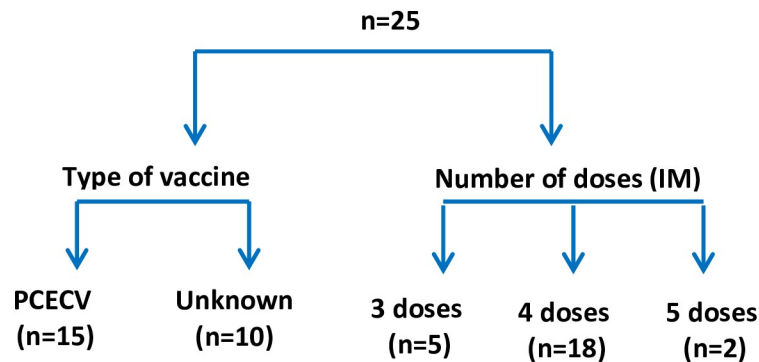 n=25
Type of vaccine
Number of doses (IM)
PCECV
(n=15)
Unknown
(n=10)
3 doses
(n=5)
4 doses
(n=18)
5 doses
(n=2)